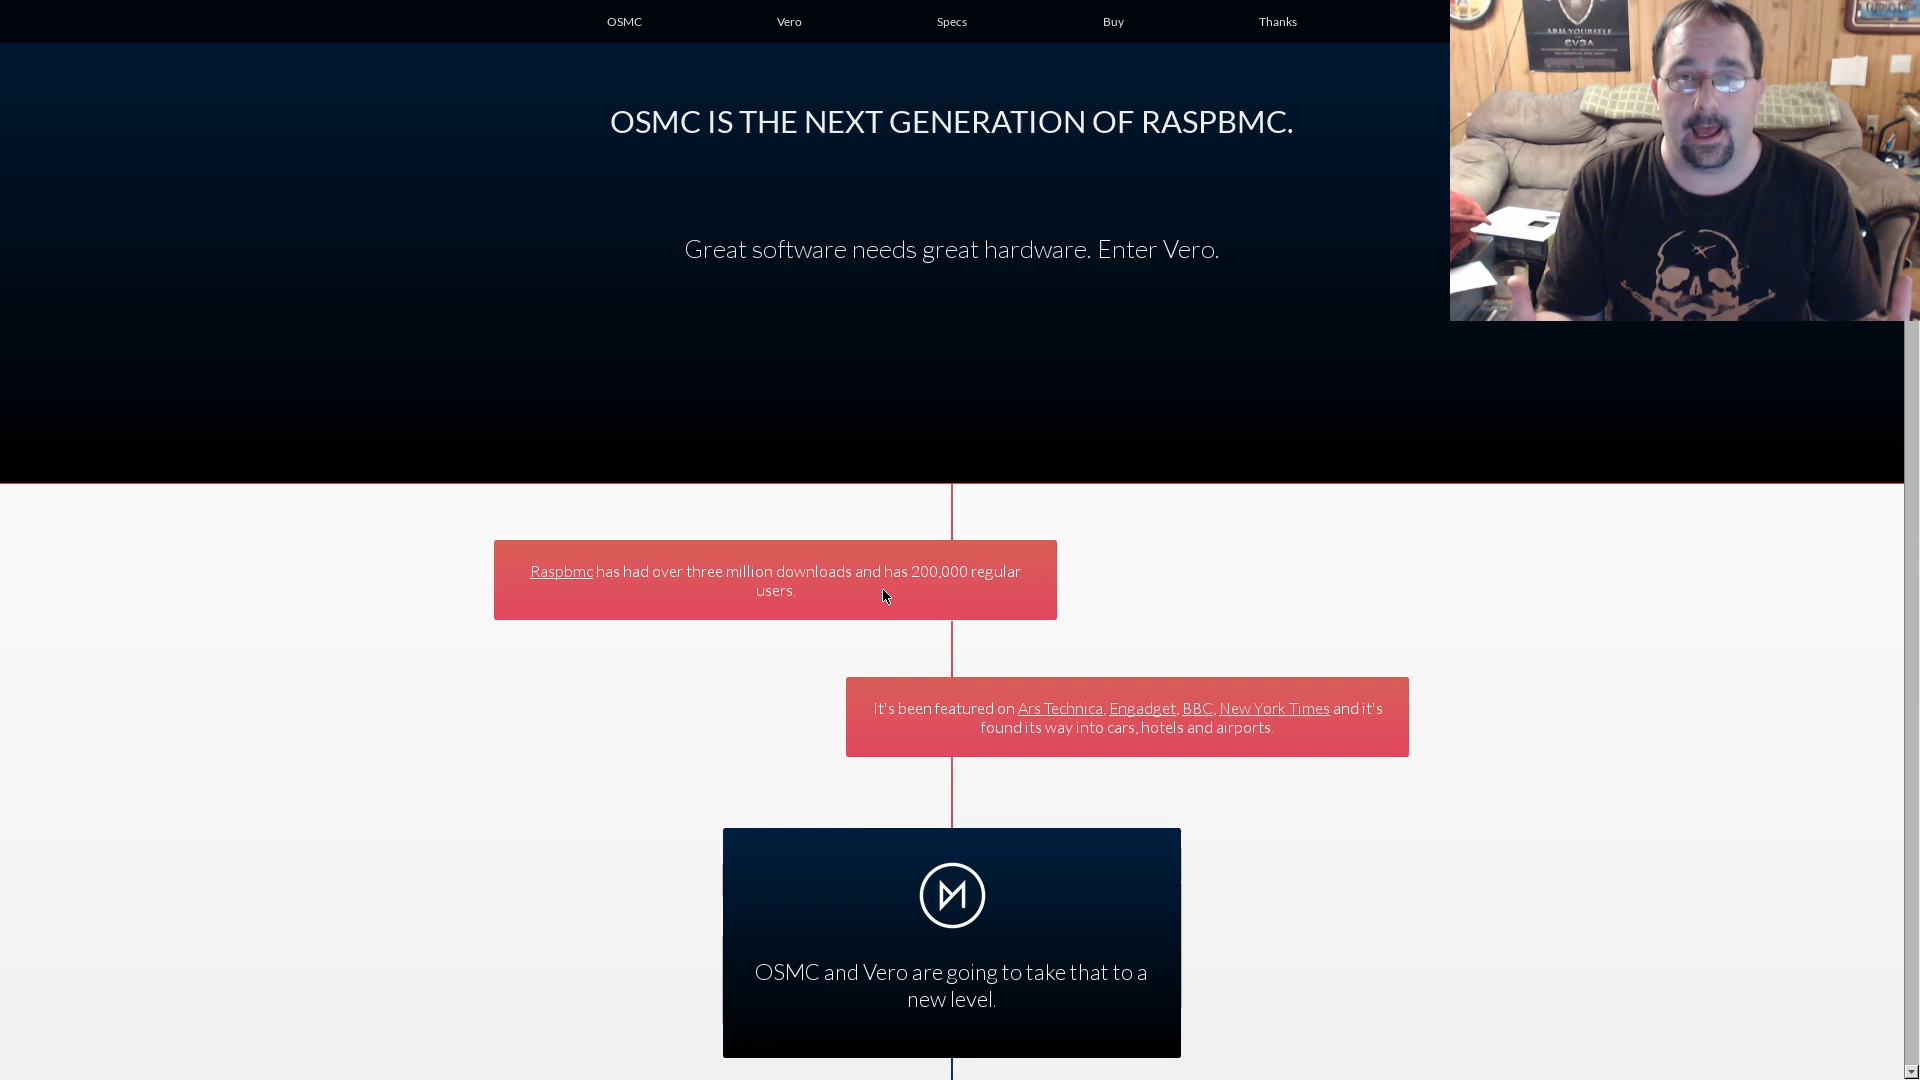 OSMC Vero Specs Buy Thanks
ARM YOURSELF
EVGA
OSMC IS THE NEXT GENERATION OF RASPBMC.
Great software needs great hardware. Enter Vero.
Raspbmc has had over three million downloads and has 200,000 regular
users.
It's been featured on Ars Technica, Engadget, BBC, New York Times and it's
found its way into cars, hotels and airports.
OSMC and Vero are going to take that to a
new level.